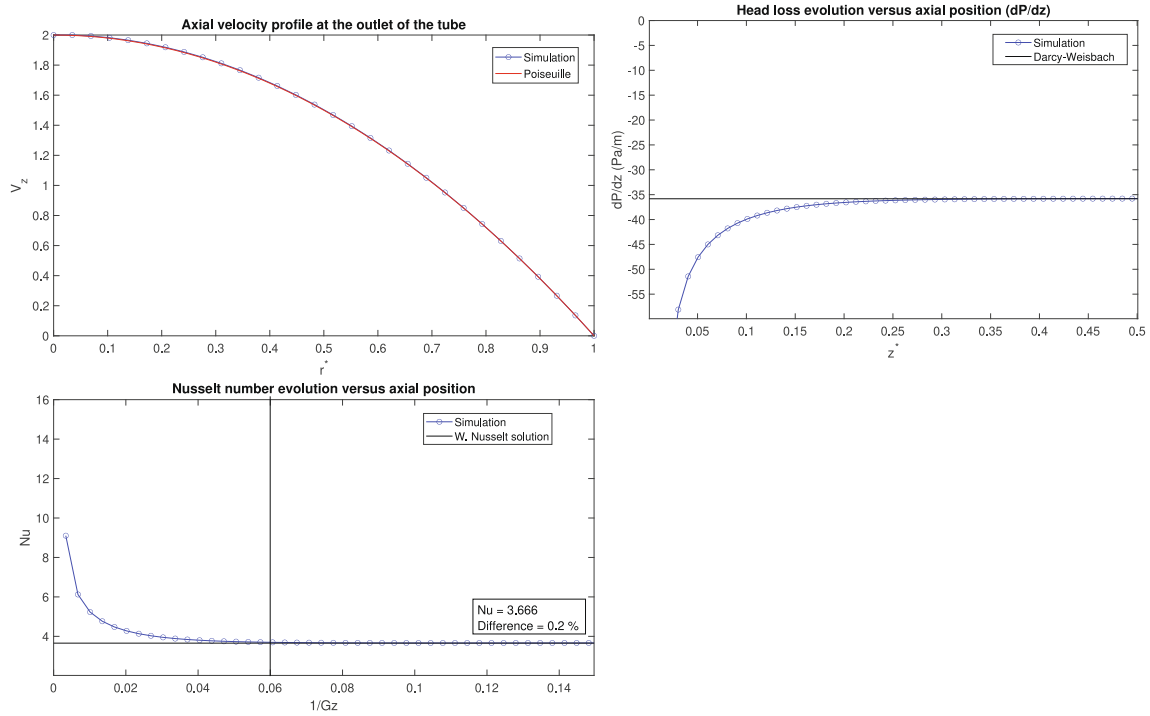 Axial velocity profile at the outlet of the tube
2
1.8
1.6
1.4
1.2
1
0.8
0.6
0.4
0.2
0
V_z
Simulation
Poiseuille
0 0.1 0.2 0.3 0.4 0.5 0.6 0.7 0.8 0.9 1
r*
Head loss evolution versus axial position (dP/dz)
0
-5
-10
-15
-20
-25
-30
-35
-40
-45
-50
-55
dP/dz (Pa/m)
Simulation
Darcy-Weisbach
0.05 0.1 0.15 0.2 0.25 0.3 0.35 0.4 0.45 0.5
z*
Nusselt number evolution versus axial position
16
14
12
10
8
6
4
Nu
Simulation
W. Nusselt solution
Nu = 3.666
Difference = 0.2 %
0 0.02 0.04 0.06 0.08 0.1 0.12 0.14
1/Gz